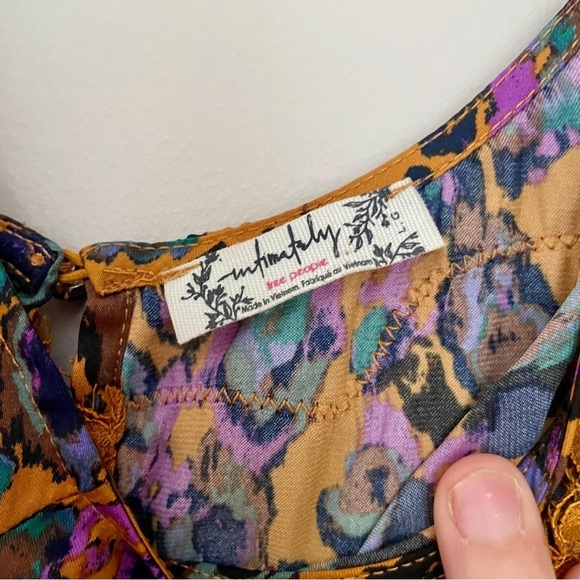 intimately
free people
Made in Vietnam. Fabriqué au Vietnam
L G